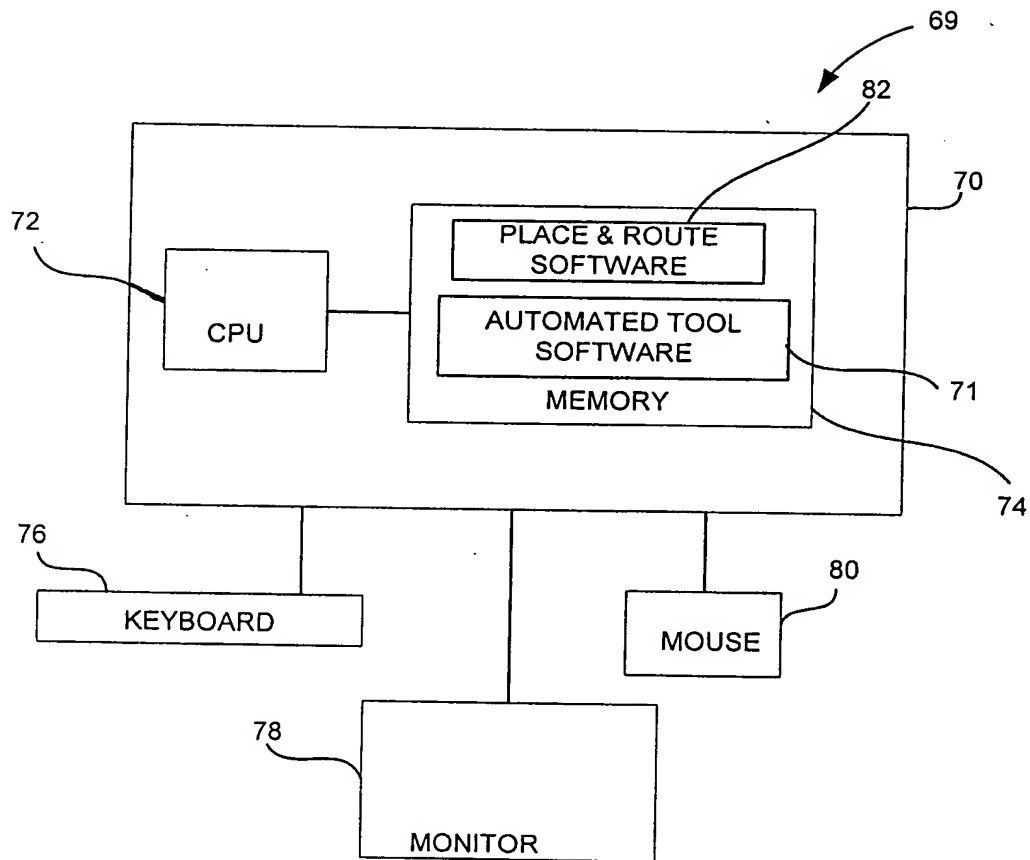 69
82
70
72
PLACE & ROUTE
SOFTWARE
CPU
AUTOMATED TOOL
SOFTWARE
71
MEMORY
74
76
80
KEYBOARD
MOUSE
78
MONITOR